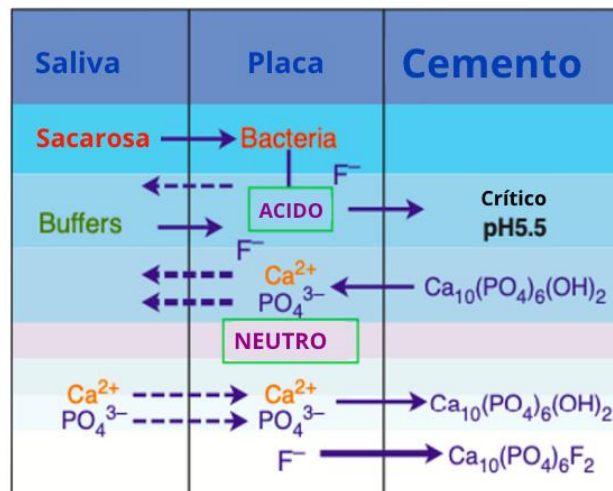 Saliva Placa Cemento
Sacarosa Bacteria
F⁻
ACIDO Crítico
Buffers pH5.5
F⁻
Ca²⁺
PO₄³⁻ Ca₁₀(PO₄)₆(OH)₂
NEUTRO
Ca²⁺ Ca²⁺
PO₄³⁻ PO₄³⁻ Ca₁₀(PO₄)₆(OH)₂
F⁻ Ca₁₀(PO₄)₆F₂